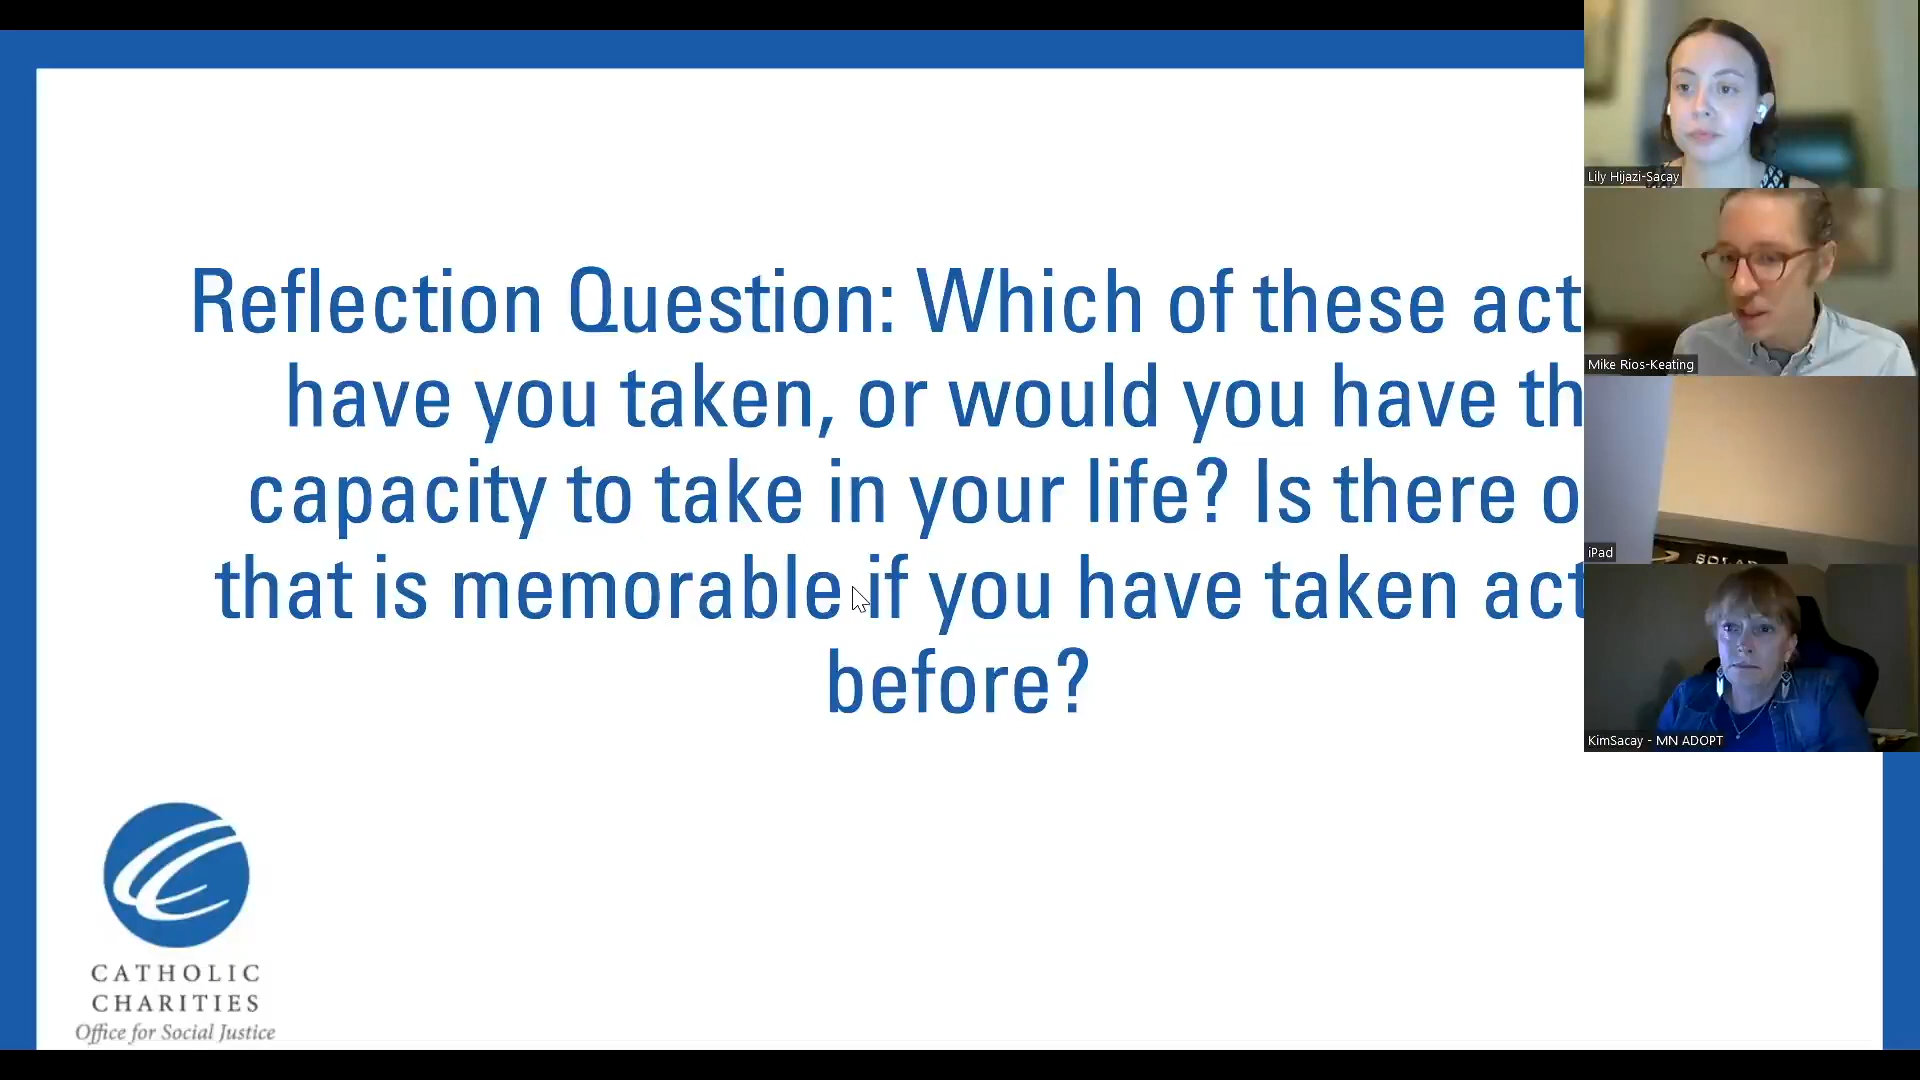 Reflection Question: Which of these act
have you taken, or would you have th
capacity to take in your life? Is there o
that is memorable if you have taken act
before?
CATHOLIC
CHARITIES
Office for Social Justice
Lily Hijazi-Sacay
Mike Rios-Keating
iPad
KimSacay - MN ADOPT